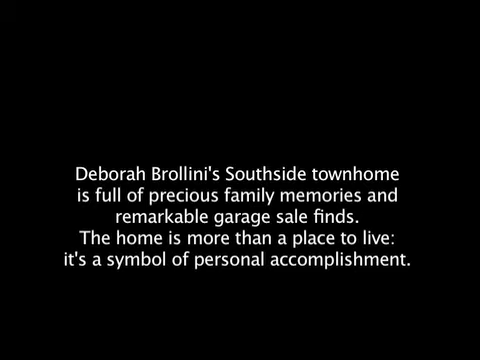 Deborah Brollini's Southside townhome
is full of precious family memories and
remarkable garage sale finds.
The home is more than a place to live:
it's a symbol of personal accomplishment.